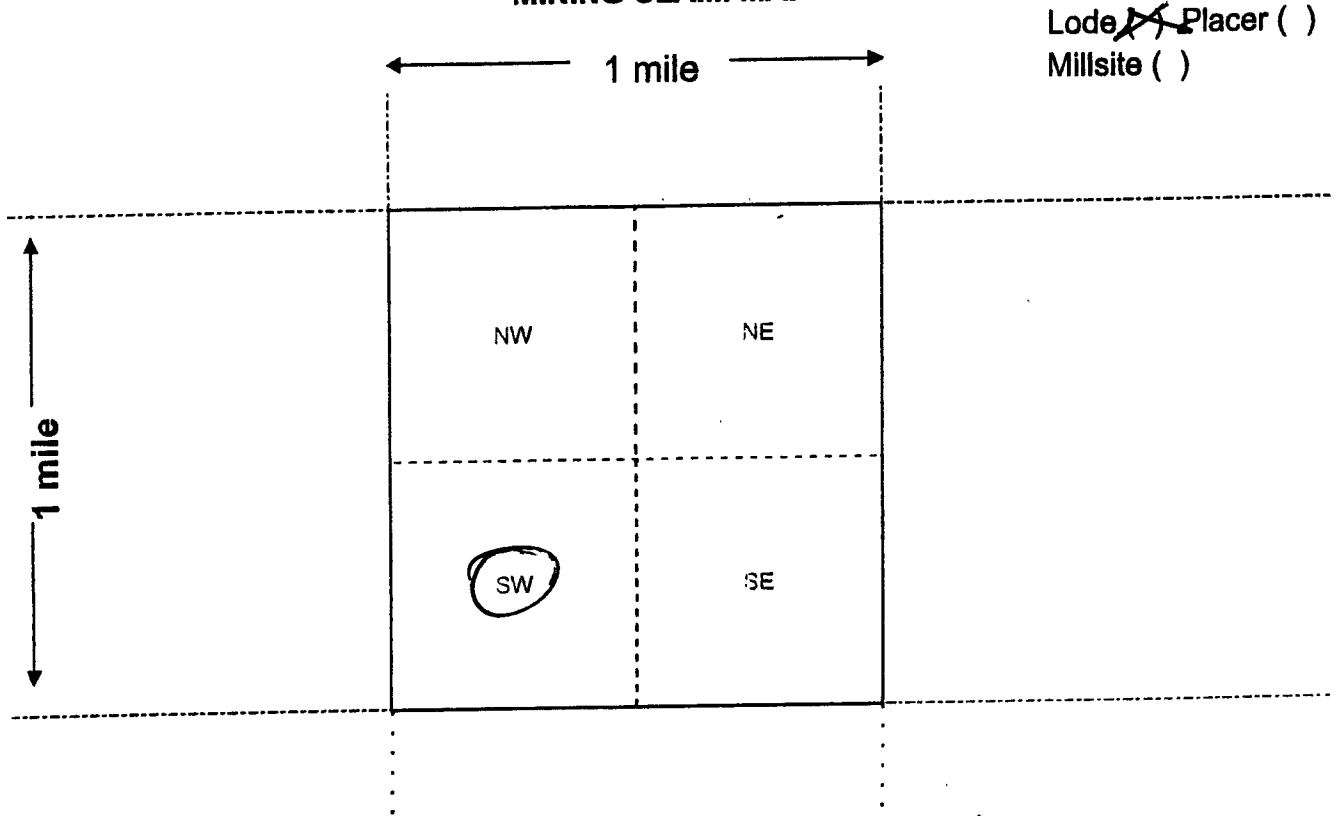 Lode (X) Placer ( )
Millsite ( )
1 mile
NW
NE
1 mile
SW
SE